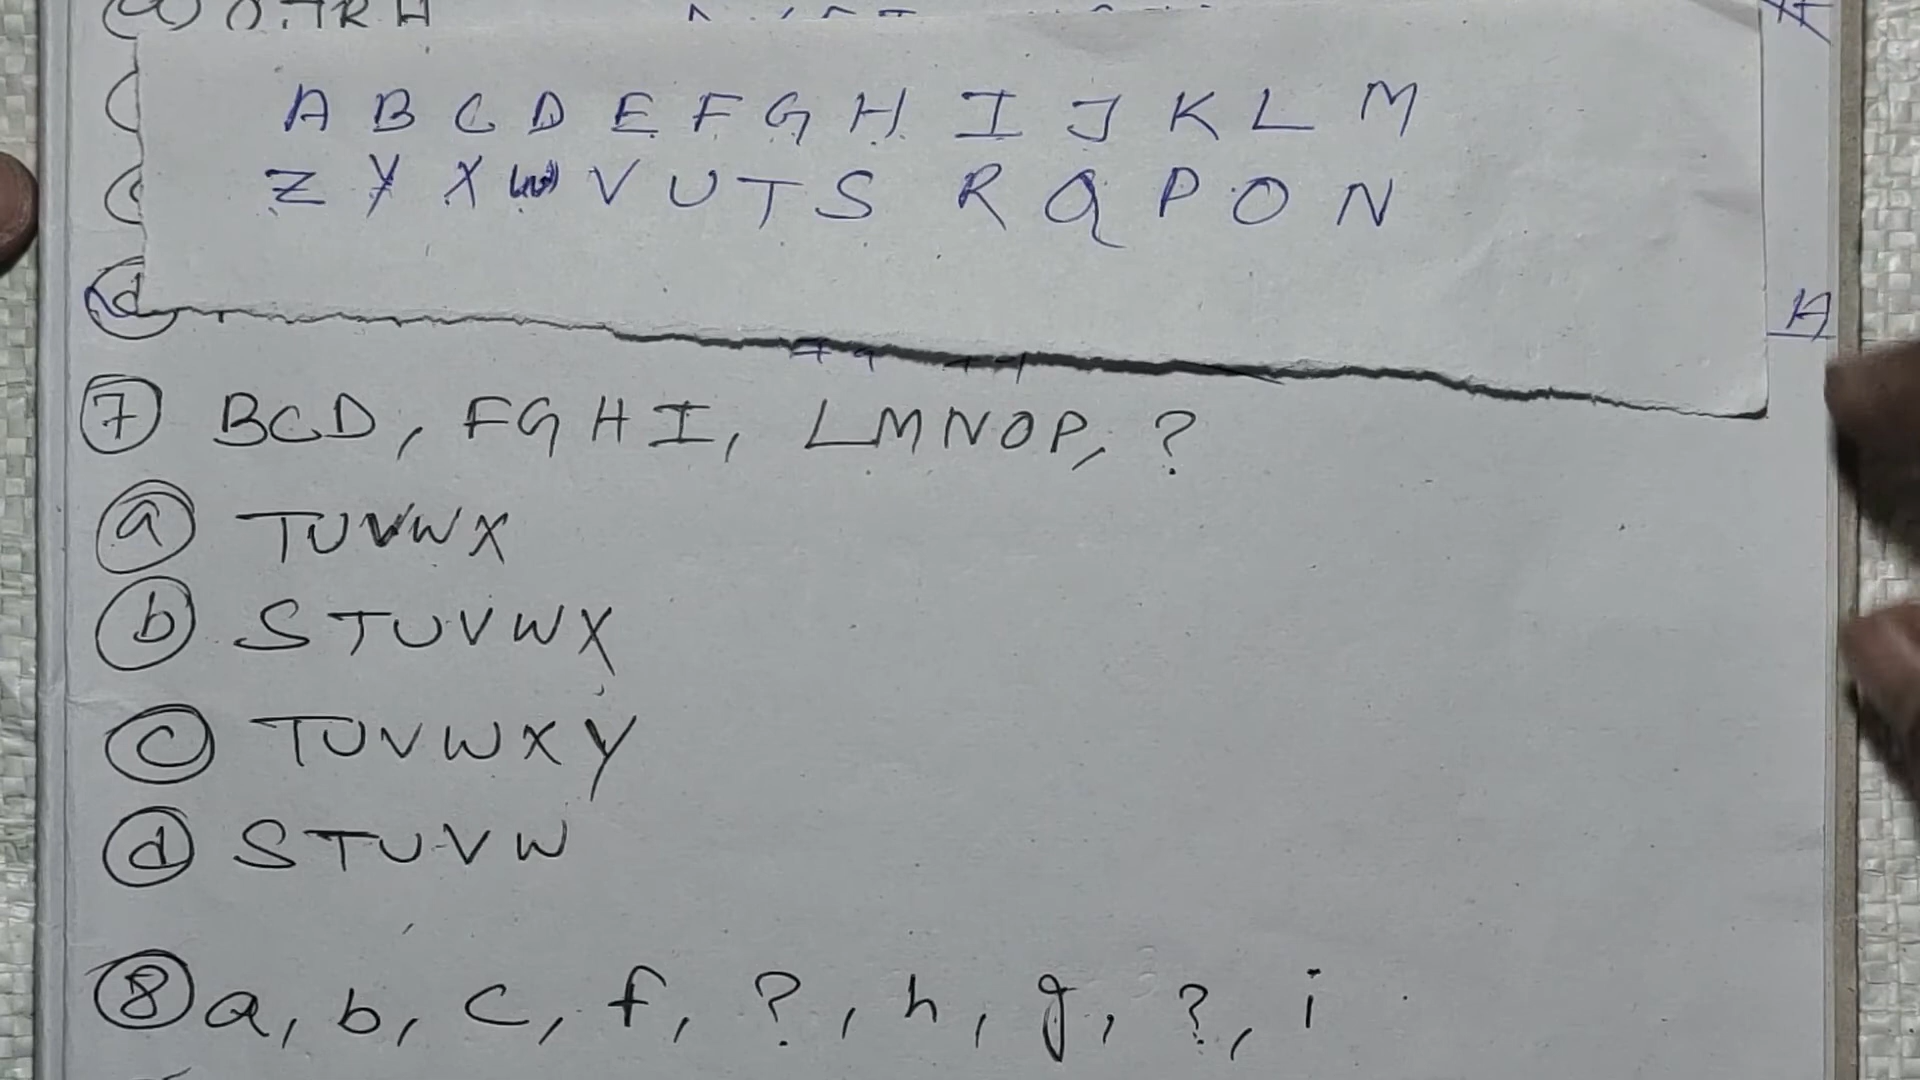 A B C D E F G H I J K L M
Z Y X W V U T S R Q P O N
d
7 BCD, FGHI, LMNOP, ?
a TUVWX
b STUVWX
c TUVWXY
d STUVW
8 a, b, c, f, ?, h, g, ?, i